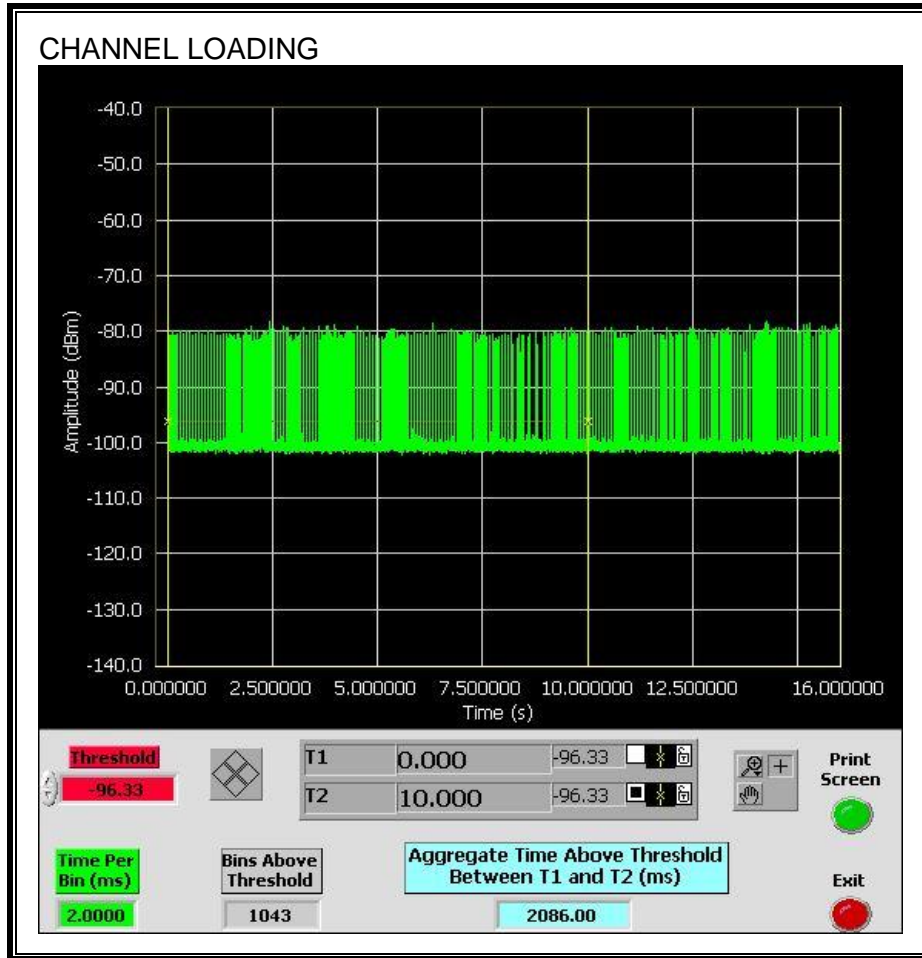 CHANNEL LOADING
-40.0
-50.0
-60.0
-70.0
-80.0
-90.0
-100.0
-110.0
-120.0
-130.0
-140.0
Amplitude (dBm)
0.000000 2.500000 5.000000 7.500000 10.000000 12.500000 16.000000
Time (s)
Threshold
-96.33
T1 0.000 -96.33
T2 10.000 -96.33
Print
Screen
Time Per
Bin (ms)
2.0000
Bins Above
Threshold
1043
Aggregate Time Above Threshold
Between T1 and T2 (ms)
2086.00
Exit